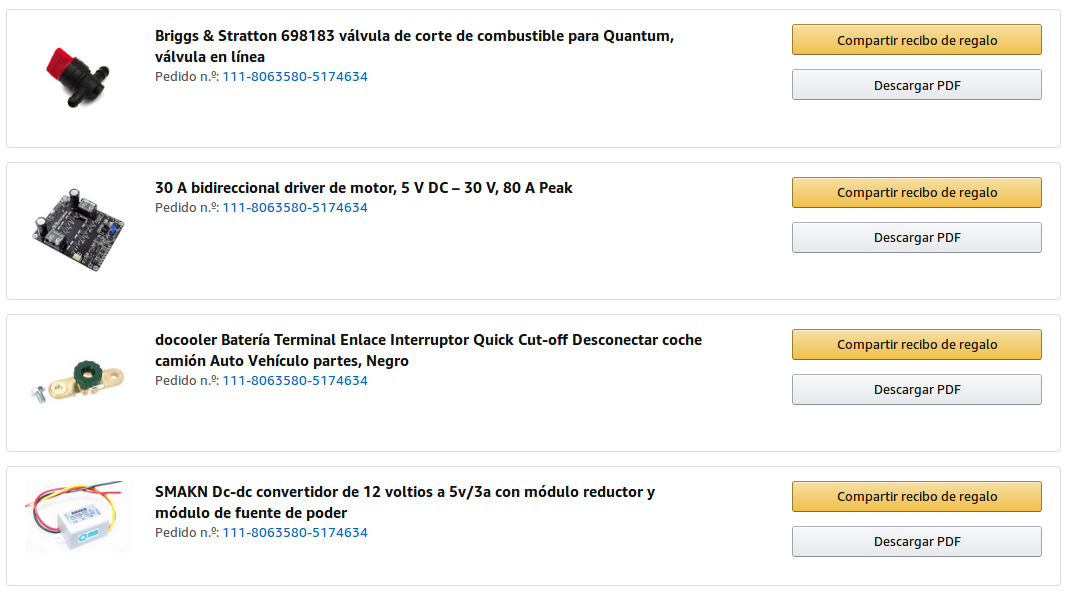 Briggs & Stratton 698183 válvula de corte de combustible para Quantum,
válvula en línea
Pedido n.º: 111-8063580-5174634
Compartir recibo de regalo
Descargar PDF
30 A bidireccional driver de motor, 5 V DC – 30 V, 80 A Peak
Pedido n.º: 111-8063580-5174634
Compartir recibo de regalo
Descargar PDF
docooler Batería Terminal Enlace Interruptor Quick Cut-off Desconectar coche
camión Auto Vehículo partes, Negro
Pedido n.º: 111-8063580-5174634
Compartir recibo de regalo
Descargar PDF
SMAKN Dc-dc convertidor de 12 voltios a 5v/3a con módulo reductor y
módulo de fuente de poder
Pedido n.º: 111-8063580-5174634
Compartir recibo de regalo
Descargar PDF